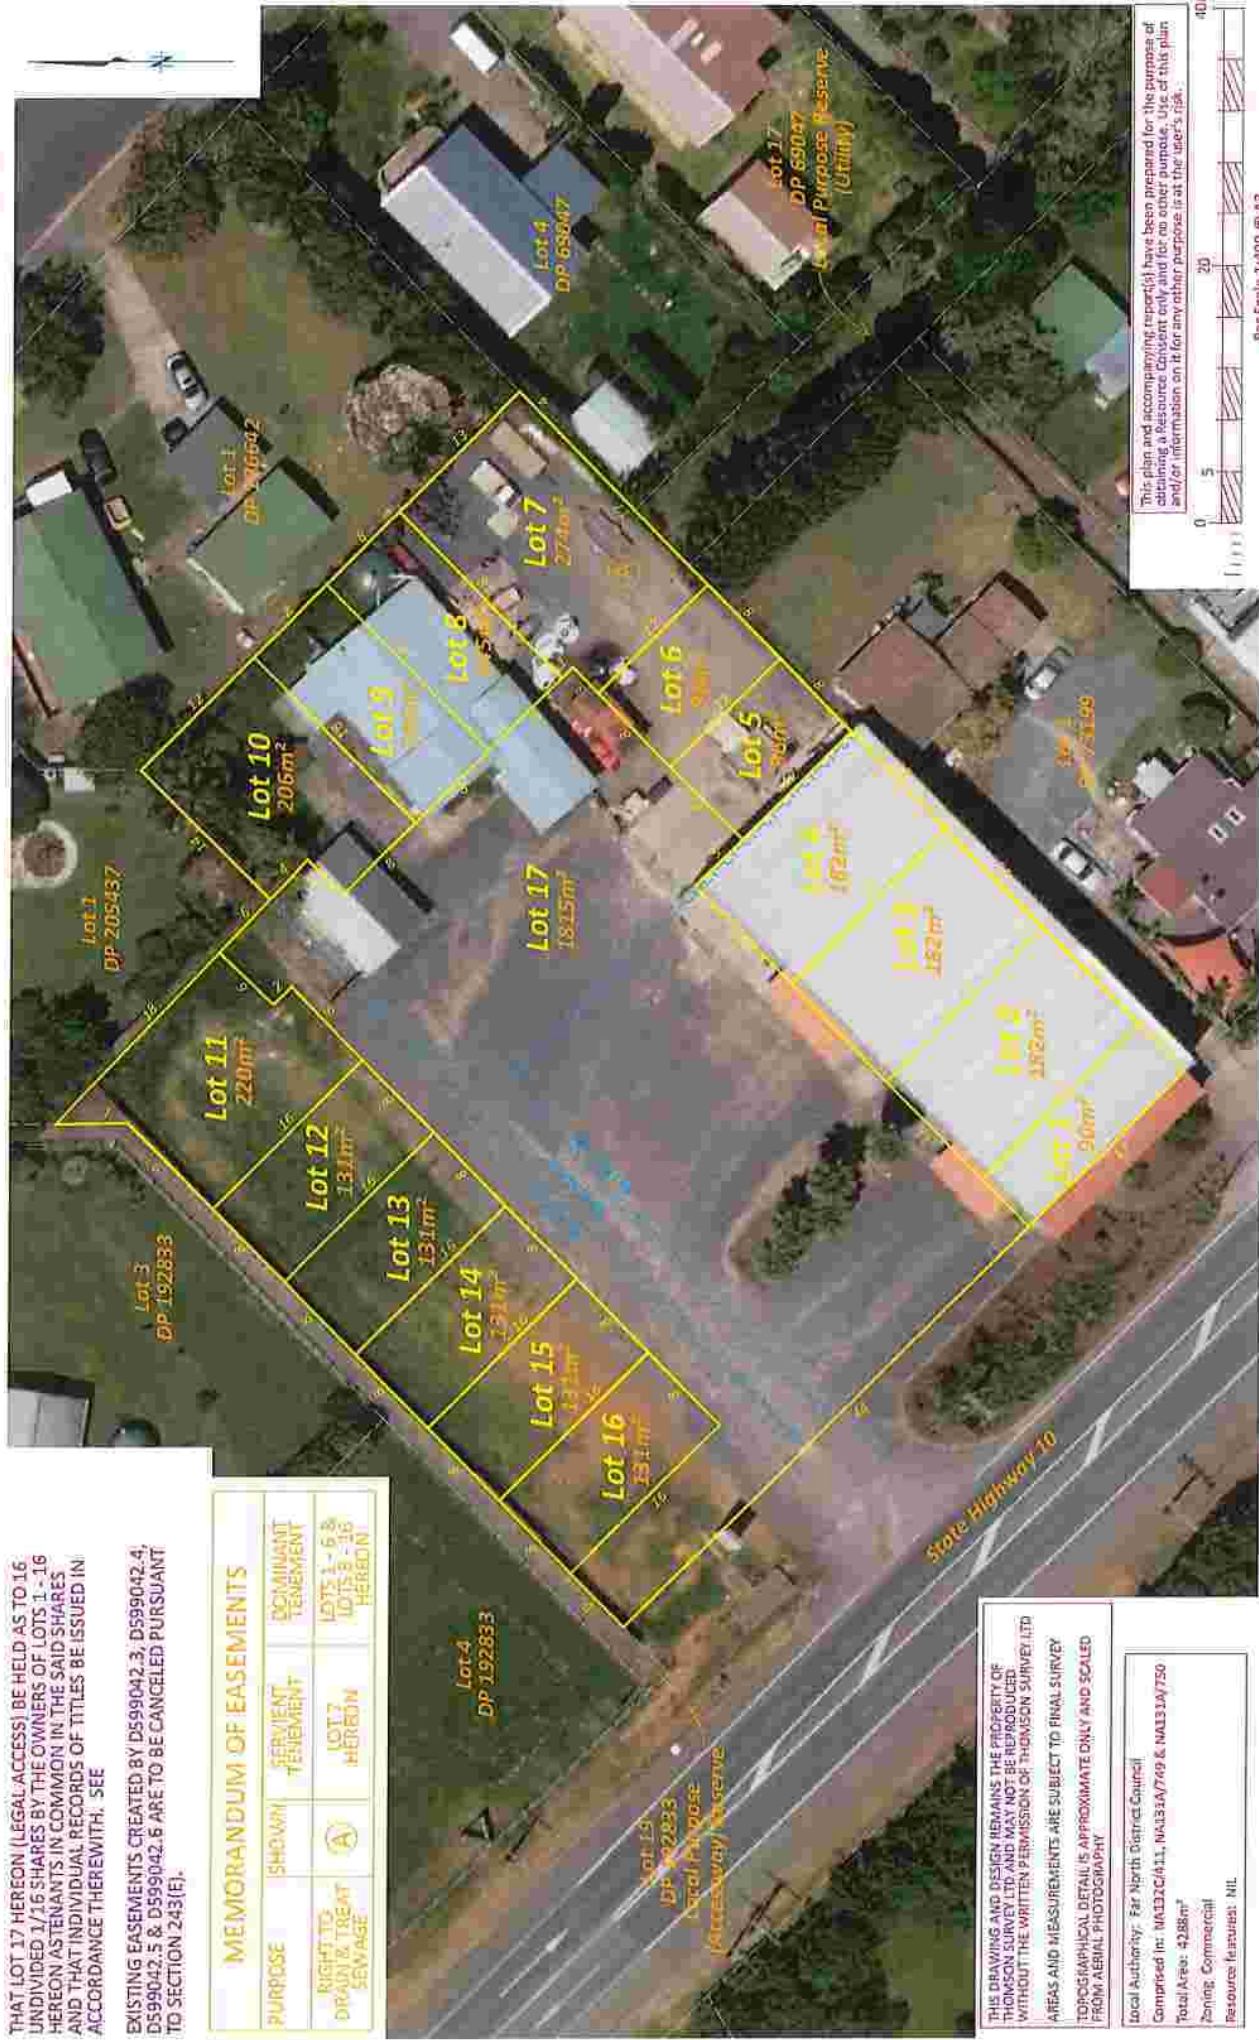 THAT LOT 17 HEREON (LEGAL ACCESS) BE HELD AS TO 16
UNDIVIDED 1/16 SHARES BY THE OWNERS OF LOTS 1 - 16
HEREON AS TENANTS IN COMMON IN THE SAID SHARES
AND THAT INDIVIDUAL RECORDS OF TITLES BE ISSUED IN
ACCORDANCE THEREWITH. SEE
EXISTING EASEMENTS CREATED BY D599042.3, D599042.4,
D599042.5 & D599042.6 ARE TO BE CANCELED PURSUANT
TO SECTION 243(E).
MEMORANDUM OF EASEMENTS
PURPOSE SHOWN SERVIENT TENEMENT DOMINANT TENEMENT
RIGHT TO DRAIN & TREAT SEWAGE A LOT 7 HEREON LOTS 1 - 6 & LOTS 8 - 16 HEREON
Lot 3
DP 192833
Lot 1
DP 205437
Lot 4
DP 192833
Lot 4
DP 69047
Lot 17
DP 69047
Local Purpose Reserve
(Utility)
Lot 10
206m²
Lot 9
Lot 8
Lot 7
274m²
A
Lot 6
Lot 5
Lot 11
220m²
Lot 12
131m²
Lot 13
131m²
Lot 14
131m²
Lot 15
131m²
Lot 16
131m²
Lot 17
1815m²
Lot 4
182m²
Lot 3
182m²
Lot 2
182m²
Lot 1
90m²
State Highway 10
Lot 19
DP 192833
Local Purpose
(Accessway) Reserve
THIS DRAWING AND DESIGN REMAINS THE PROPERTY OF
THOMSON SURVEY LTD AND MAY NOT BE REPRODUCED
WITHOUT THE WRITTEN PERMISSION OF THOMSON SURVEY LTD
AREAS AND MEASUREMENTS ARE SUBJECT TO FINAL SURVEY
TOPOGRAPHICAL DETAIL IS APPROXIMATE ONLY AND SCALED
FROM AERIAL PHOTOGRAPHY
Local Authority: Far North District Council
Comprised in: NA132C/411, NA131A/749 & NA131A/750
Total Area: 4288m²
Zoning: Commercial
Resource features: NIL
This plan and accompanying report(s) have been prepared for the purpose of
obtaining a Resource Consent only and for no other purpose. Use of this plan
and/or information on it for any other purpose is at the user's risk.
0 5 20 40